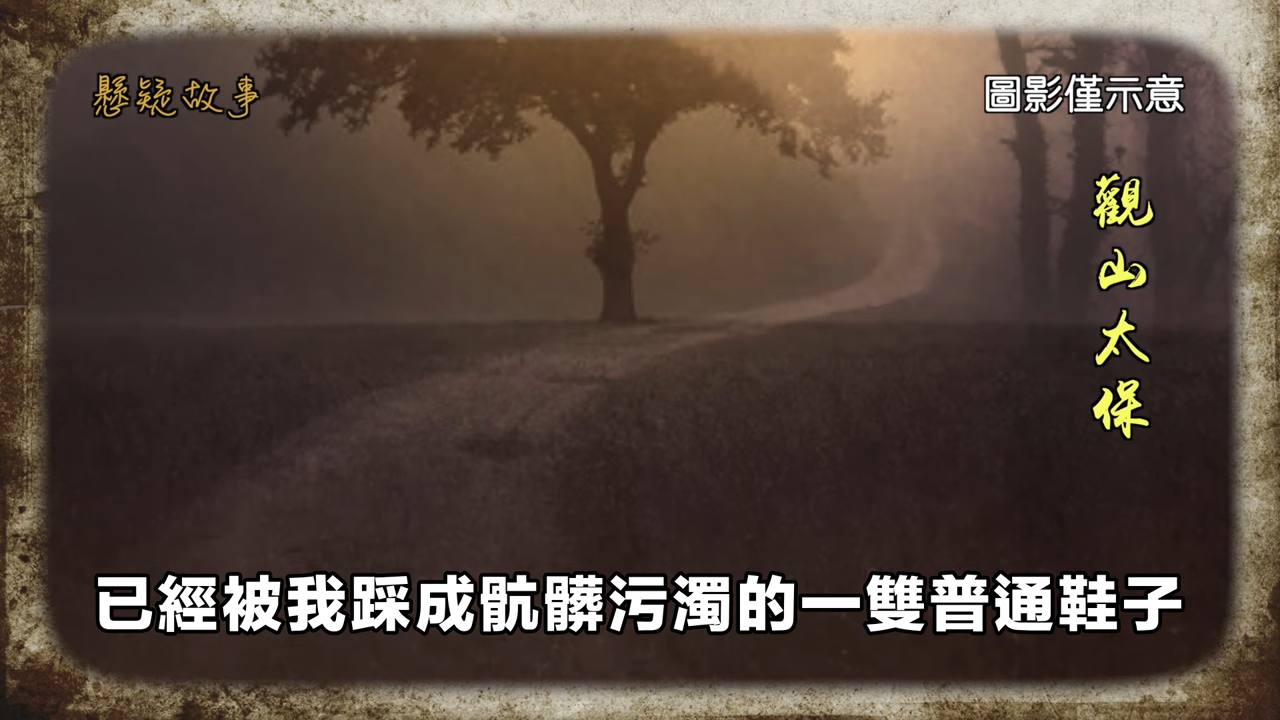 懸疑故事
圖影僅示意
觀山太保
已經被我踩成骯髒污濁的一雙普通鞋子